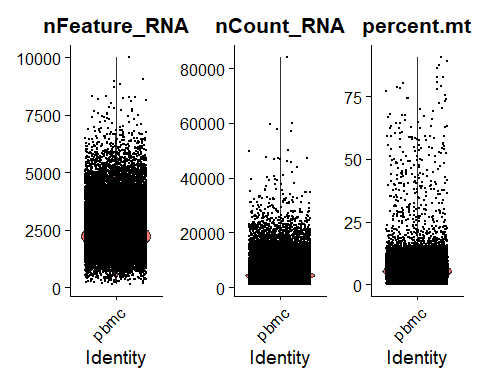 nFeature_RNA
10000
7500
5000
2500
0
pbmc
Identity
nCount_RNA
80000
60000
40000
20000
0
pbmc
Identity
percent.mt
75
50
25
0
pbmc
Identity